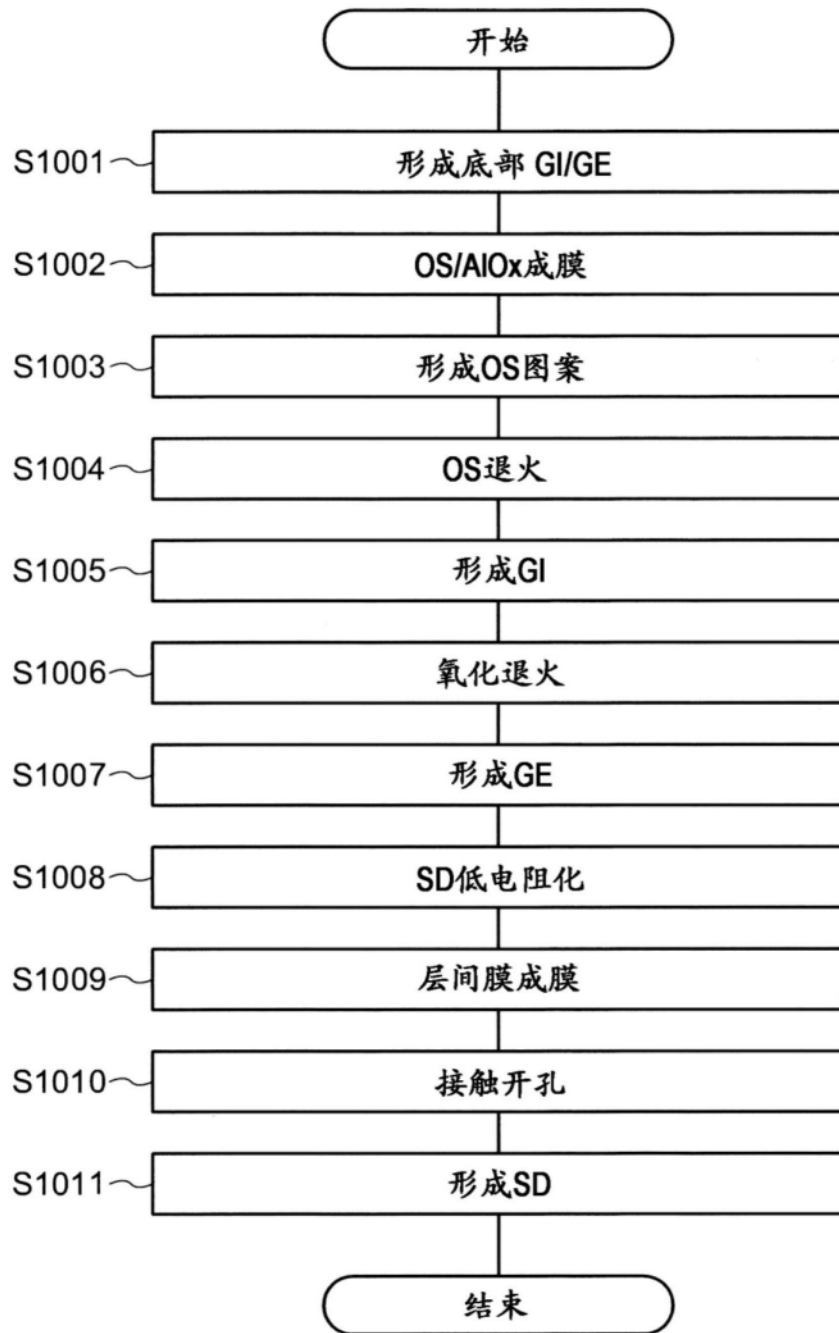 开始
S1001 形成底部 GI/GE
S1002 OS/AlOx成膜
S1003 形成OS图案
S1004 OS退火
S1005 形成GI
S1006 氧化退火
S1007 形成GE
S1008 SD低电阻化
S1009 层间膜成膜
S1010 接触开孔
S1011 形成SD
结束